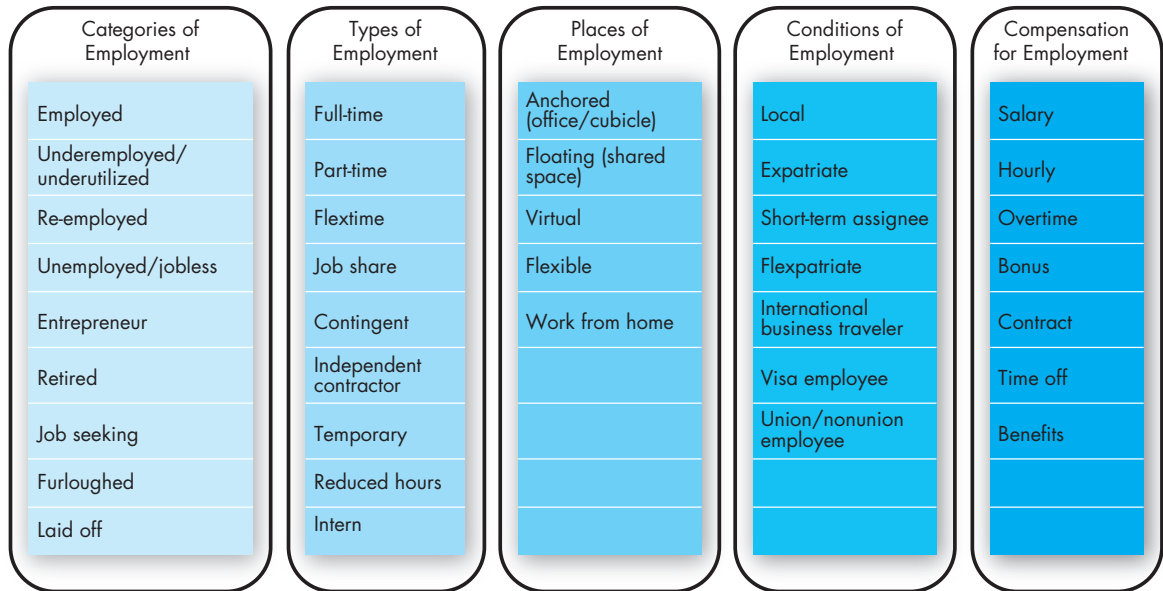 Categories of
Employment
Employed
Underemployed/
underutilized
Re-employed
Unemployed/jobless
Entrepreneur
Retired
Job seeking
Furloughed
Laid off
Types of
Employment
Full-time
Part-time
Flextime
Job share
Contingent
Independent
contractor
Temporary
Reduced hours
Intern
Places of
Employment
Anchored
(office/cubicle)
Floating (shared
space)
Virtual
Flexible
Work from home
Conditions of
Employment
Local
Expatriate
Short-term assignee
Flexpatriate
International
business traveler
Visa employee
Union/nonunion
employee
Compensation
for Employment
Salary
Hourly
Overtime
Bonus
Contract
Time off
Benefits